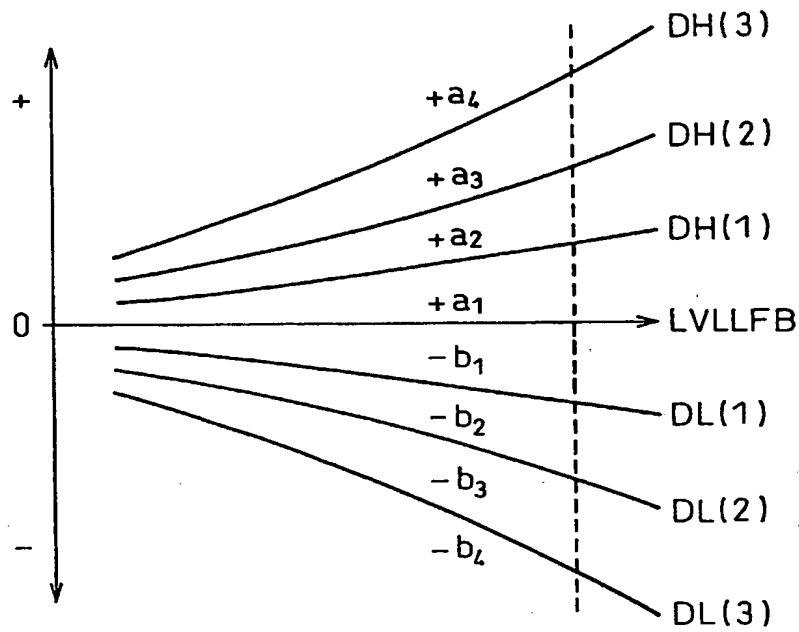 DH(3)
+
+a4
DH(2)
+a3
+a2
DH(1)
+a1
0
LVLLFB
-b1
DL(1)
-b2
-b3
DL(2)
-
-b4
DL(3)